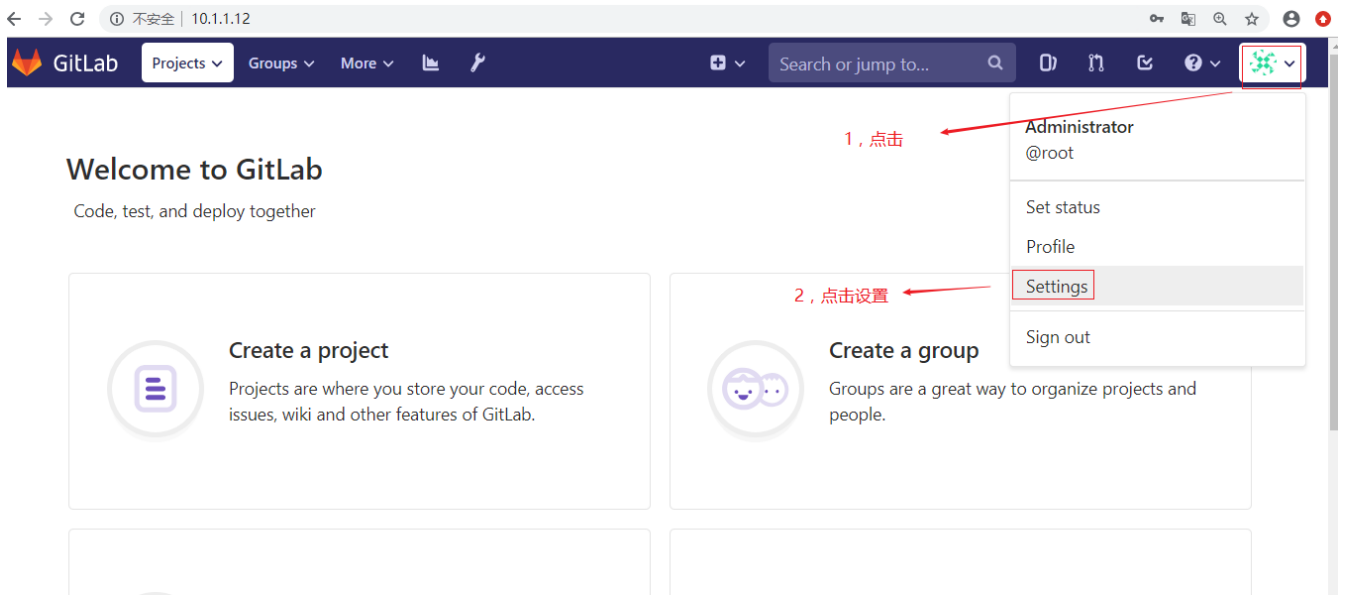 不安全 | 10.1.1.12
GitLab Projects Groups More Search or jump to...
1，点击
Administrator
@root
Welcome to GitLab
Code, test, and deploy together
Set status
Profile
2，点击设置
Settings
Sign out
Create a project
Projects are where you store your code, access
issues, wiki and other features of GitLab.
Create a group
Groups are a great way to organize projects and
people.